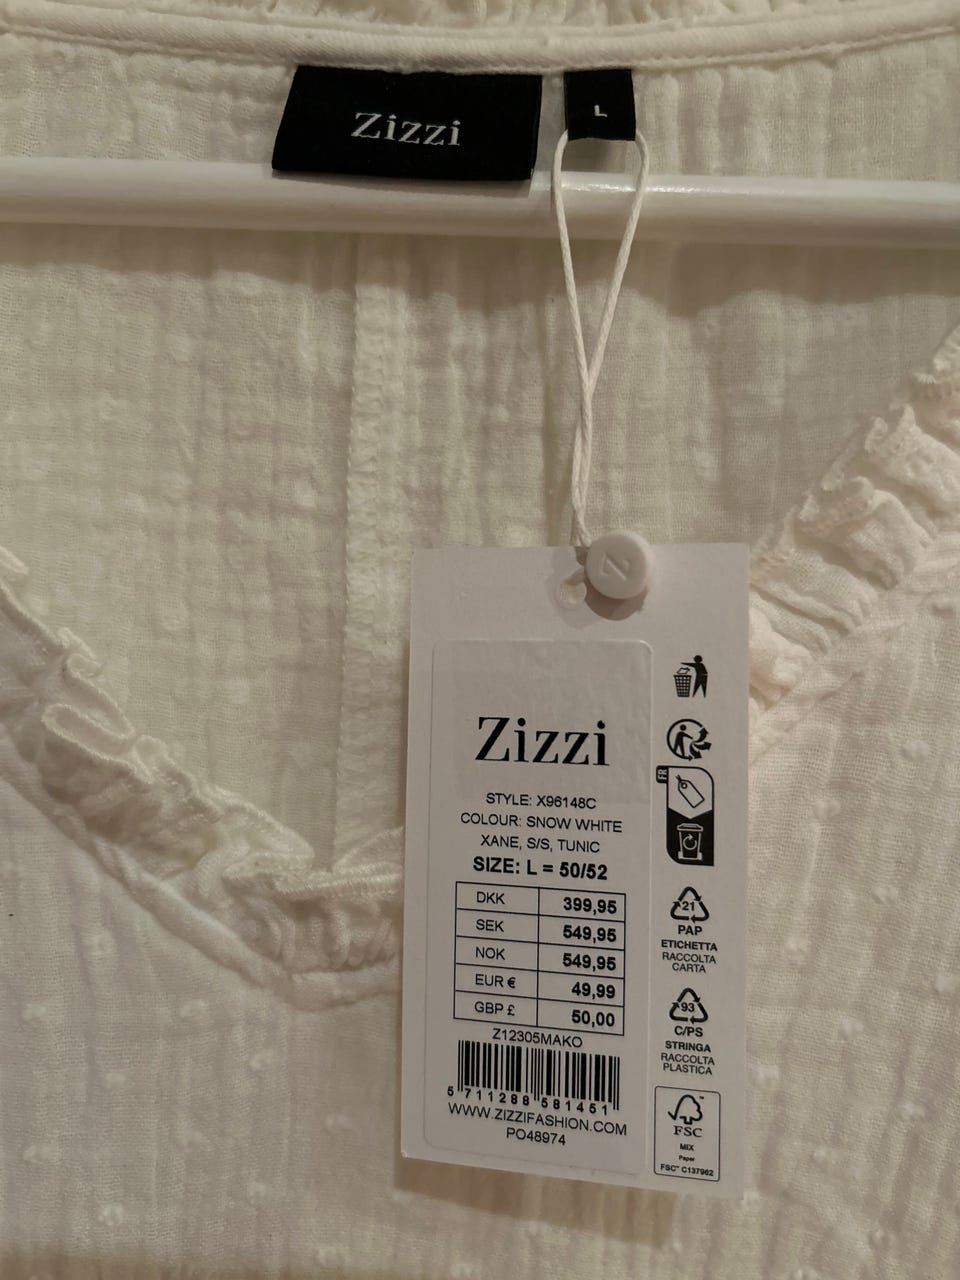 Zizzi
L
Zizzi
STYLE: X96148C
COLOUR: SNOW WHITE
XANE, S/S, TUNIC
SIZE: L = 50/52
DKK 399,95
SEK 549,95
NOK 549,95
EUR € 49,99
GBP £ 50,00
Z12305MAKO
5 711288 581451
WWW.ZIZZIFASHION.COM
PO48974
FR
21
PAP
ETICHETTA
RACCOLTA
CARTA
93
C/PS
STRINGA
RACCOLTA
PLASTICA
FSC™
MIX
Paper
FSC™ C137962
Z